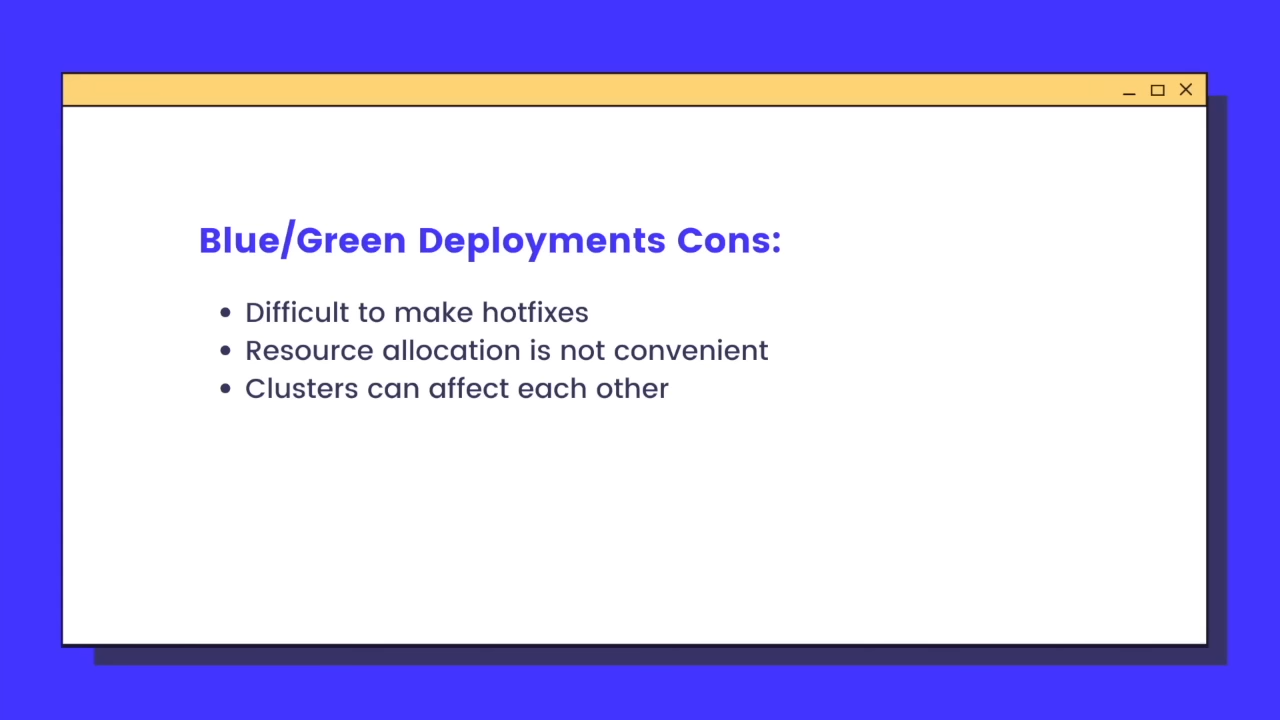 Blue/Green Deployments Cons:
• Difficult to make hotfixes
• Resource allocation is not convenient
• Clusters can affect each other